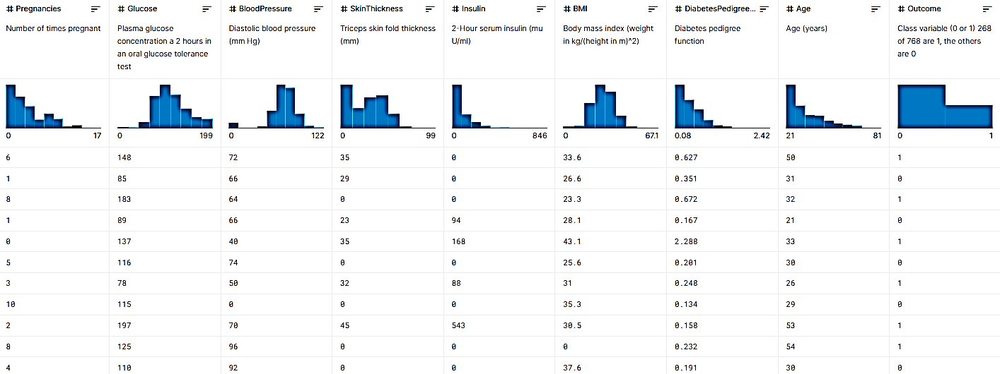 # Pregnancies # Glucose # BloodPressure # SkinThickness # Insulin # BMI # DiabetesPedigree... # Age # Outcome
Number of times pregnant Plasma glucose Diastolic blood pressure Triceps skin fold thickness 2-Hour serum insulin (mu Body mass index (weight Diabetes pedigree Age (years) Class variable (0 or 1) 268
concentration a 2 hours in (mm Hg) (mm) U/ml) in kg/(height in m)^2) function of 768 are 1, the others
an oral glucose tolerance are 0
test
0 17 0 199 0 122 0 99 0 846 0 67.1 0.08 2.42 21 81 0 1
6 148 72 35 0 33.6 0.627 50 1
1 85 66 29 0 26.6 0.351 31 0
8 183 64 0 0 23.3 0.672 32 1
1 89 66 23 94 28.1 0.167 21 0
0 137 40 35 168 43.1 2.288 33 1
5 116 74 0 0 25.6 0.201 30 0
3 78 50 32 88 31 0.248 26 1
10 115 0 0 0 35.3 0.134 29 0
2 197 70 45 543 30.5 0.158 53 1
8 125 96 0 0 0 0.232 54 1
4 110 92 0 0 37.6 0.191 30 0